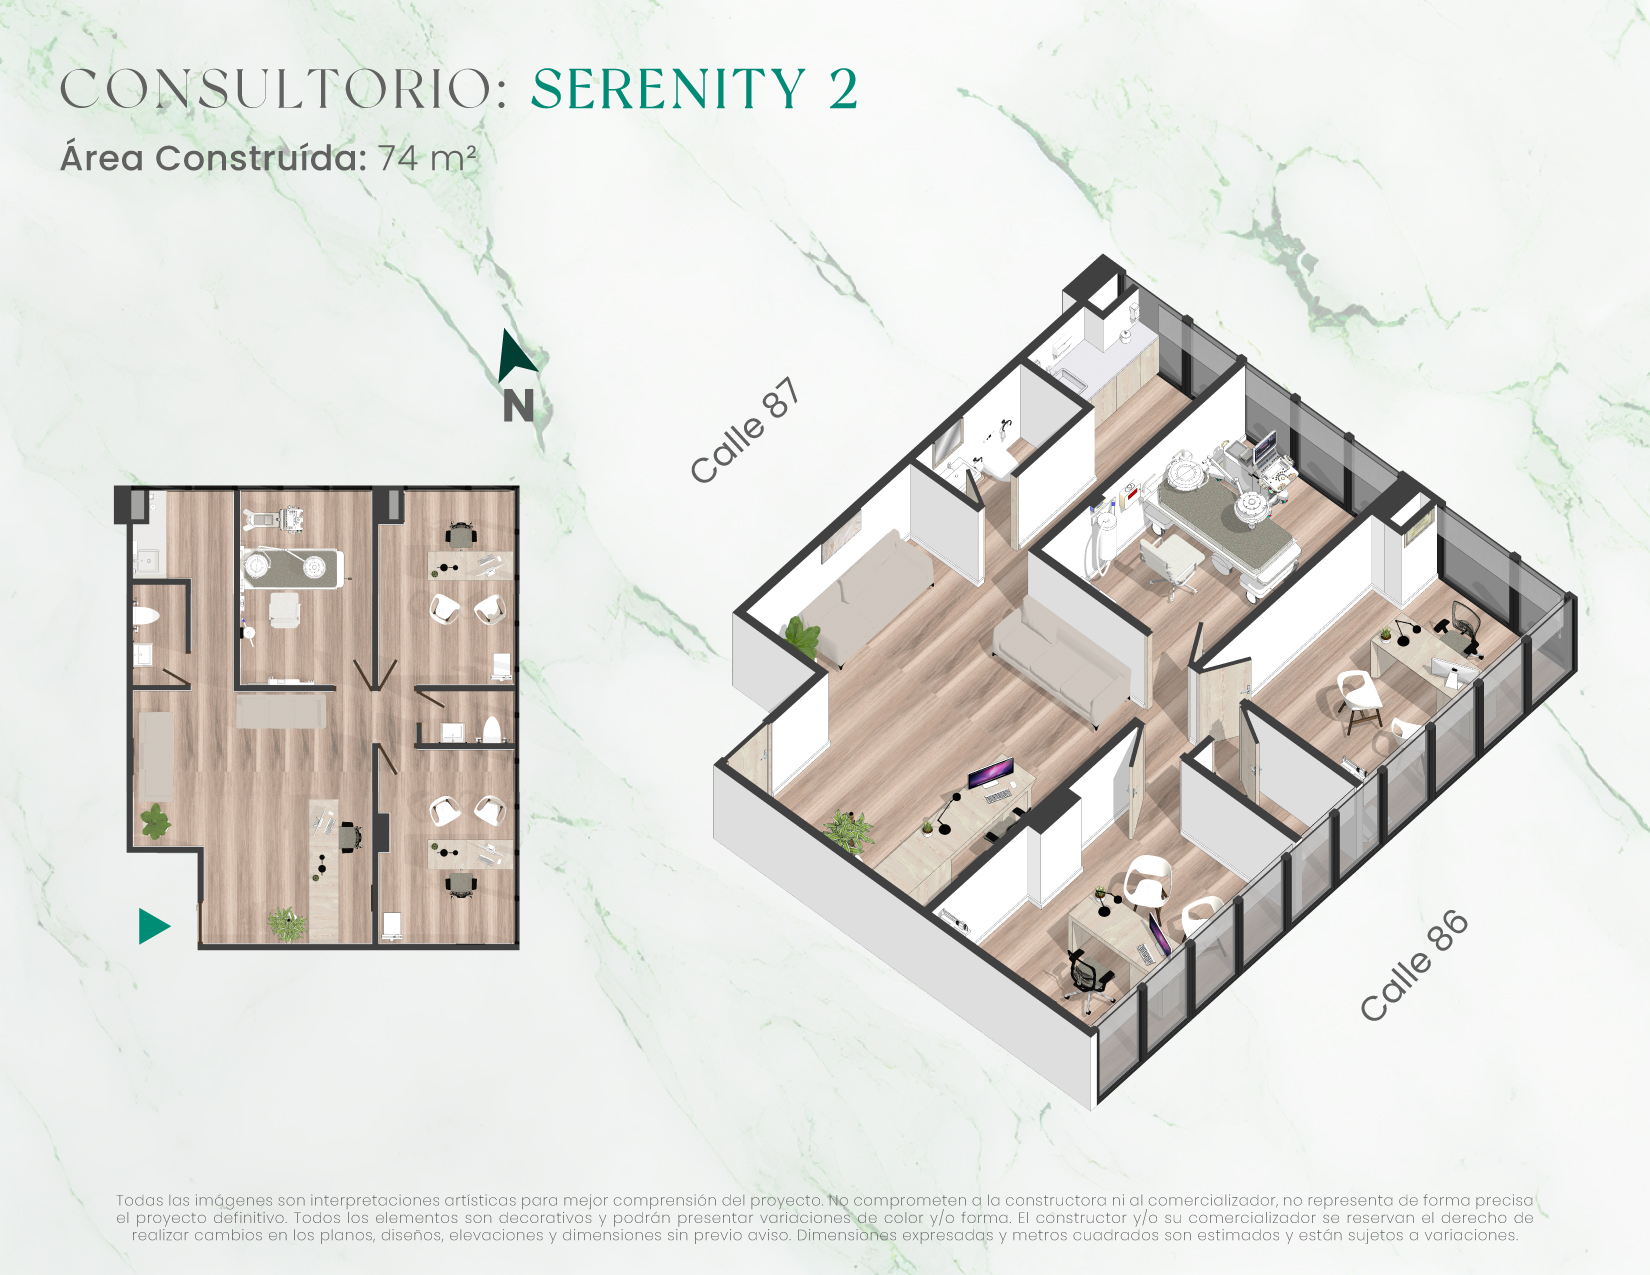 CONSULTORIO: SERENITY 2
Área Construída: 74 m²
N
Calle 87
Calle 86
Todas las imágenes son interpretaciones artísticas para mejor comprensión del proyecto. No comprometen a la constructora ni al comercializador, no representa de forma precisa
el proyecto definitivo. Todos los elementos son decorativos y podrán presentar variaciones de color y/o forma. El constructor y/o su comercializador se reservan el derecho de
realizar cambios en los planos, diseños, elevaciones y dimensiones sin previo aviso. Dimensiones expresadas y metros cuadrados son estimados y están sujetos a variaciones.